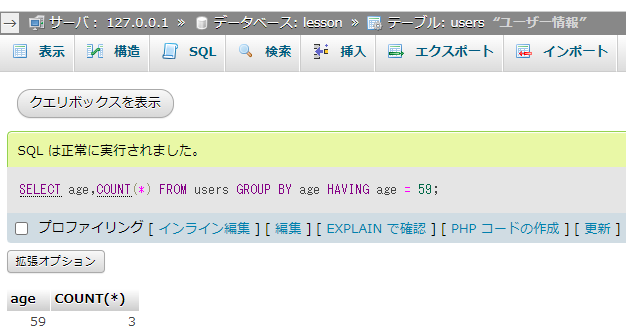 サーバ: 127.0.0.1 » データベース: lesson » テーブル: users “ユーザー情報”
表示 構造 SQL 検索 挿入 エクスポート インポート
クエリボックスを表示
SQL は正常に実行されました。
SELECT age,COUNT(*) FROM users GROUP BY age HAVING age = 59;
プロファイリング [ インライン編集 ] [ 編集 ] [ EXPLAIN で確認 ] [ PHP コードの作成 ] [ 更新 ]
拡張オプション
age COUNT(*)
59 3